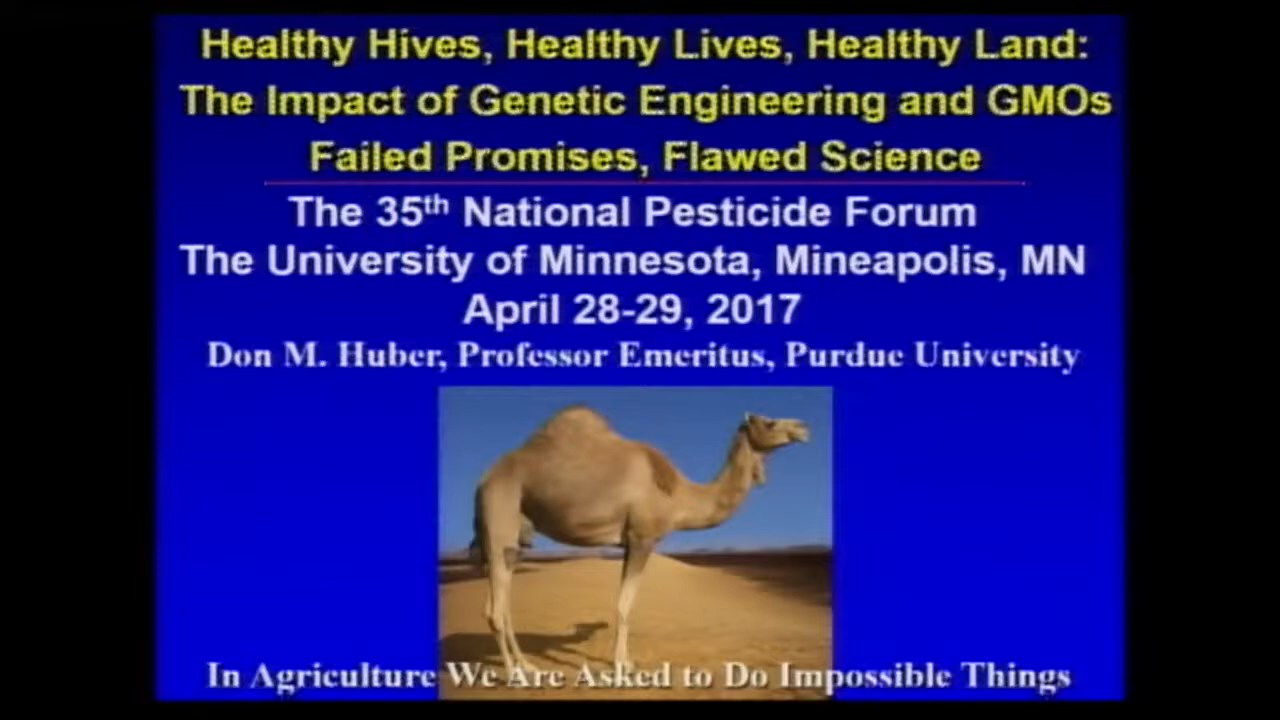 Healthy Hives, Healthy Lives, Healthy Land:
The Impact of Genetic Engineering and GMOs
Failed Promises, Flawed Science
The 35th National Pesticide Forum
The University of Minnesota, Mineapolis, MN
April 28-29, 2017
Don M. Huber, Professor Emeritus, Purdue University
In Agriculture We Are Asked to Do Impossible Things